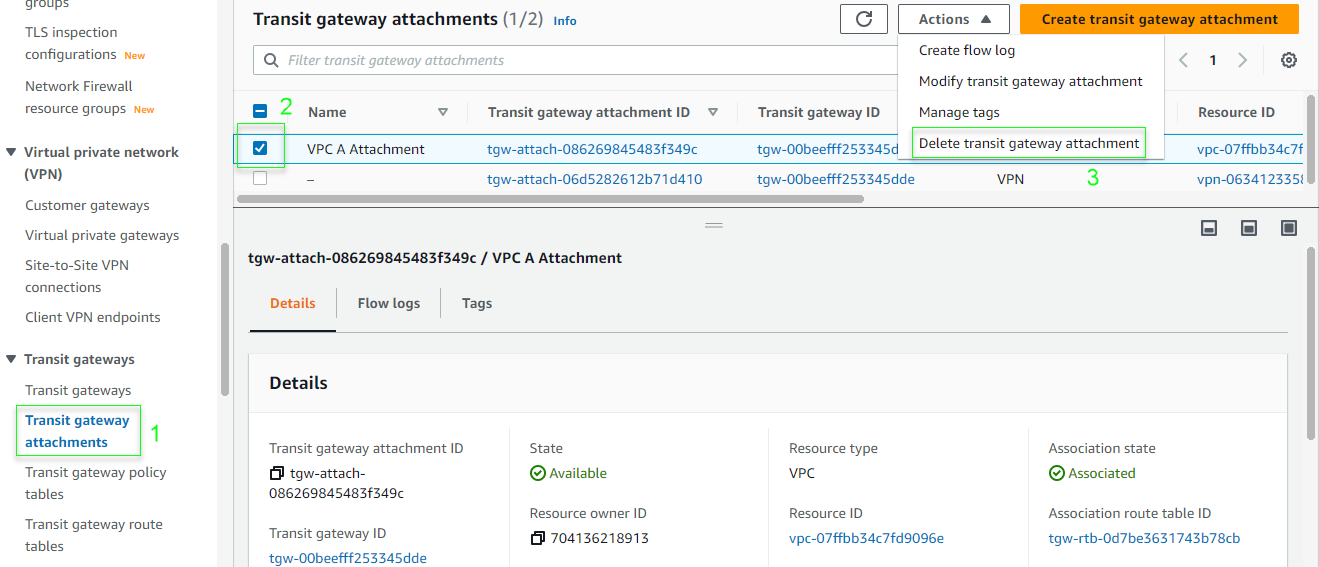 groups
TLS inspection
configurations New
Network Firewall
resource groups New
Virtual private network
(VPN)
Customer gateways
Virtual private gateways
Site-to-Site VPN
connections
Client VPN endpoints
Transit gateways
Transit gateways
Transit gateway
attachments
1
Transit gateway policy
tables
Transit gateway route
tables
Transit gateway attachments (1/2) Info
Actions
Create transit gateway attachment
Filter transit gateway attachments
1
Create flow log
Modify transit gateway attachment
Manage tags
Delete transit gateway attachment
2
Name Transit gateway attachment ID Transit gateway ID Resource ID
VPC A Attachment tgw-attach-086269845483f349c tgw-00beefff253345d vpc-07ffbb34c7f
– tgw-attach-06d5282612b71d410 tgw-00beefff253345dde VPN vpn-0634123358
3
tgw-attach-086269845483f349c / VPC A Attachment
Details Flow logs Tags
Details
Transit gateway attachment ID
tgw-attach-
086269845483f349c
Transit gateway ID
tgw-00beefff253345dde
State
Available
Resource owner ID
704136218913
Resource type
VPC
Resource ID
vpc-07ffbb34c7fd9096e
Association state
Associated
Association route table ID
tgw-rtb-0d7be3631743b78cb